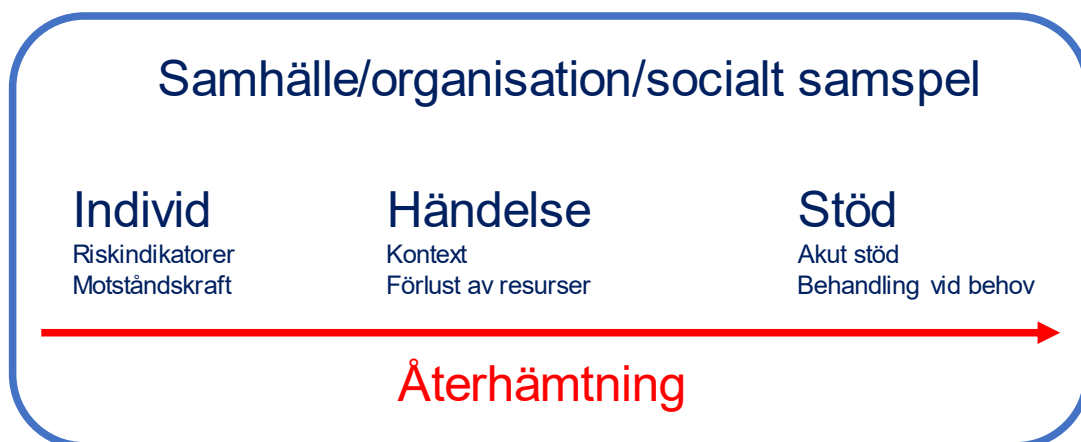 Samhälle/organisation/socialt samspel
Individ
Riskindikatorer
Motståndskraft
Händelse
Kontext
Förlust av resurser
Stöd
Akut stöd
Behandling vid behov
Återhämtning